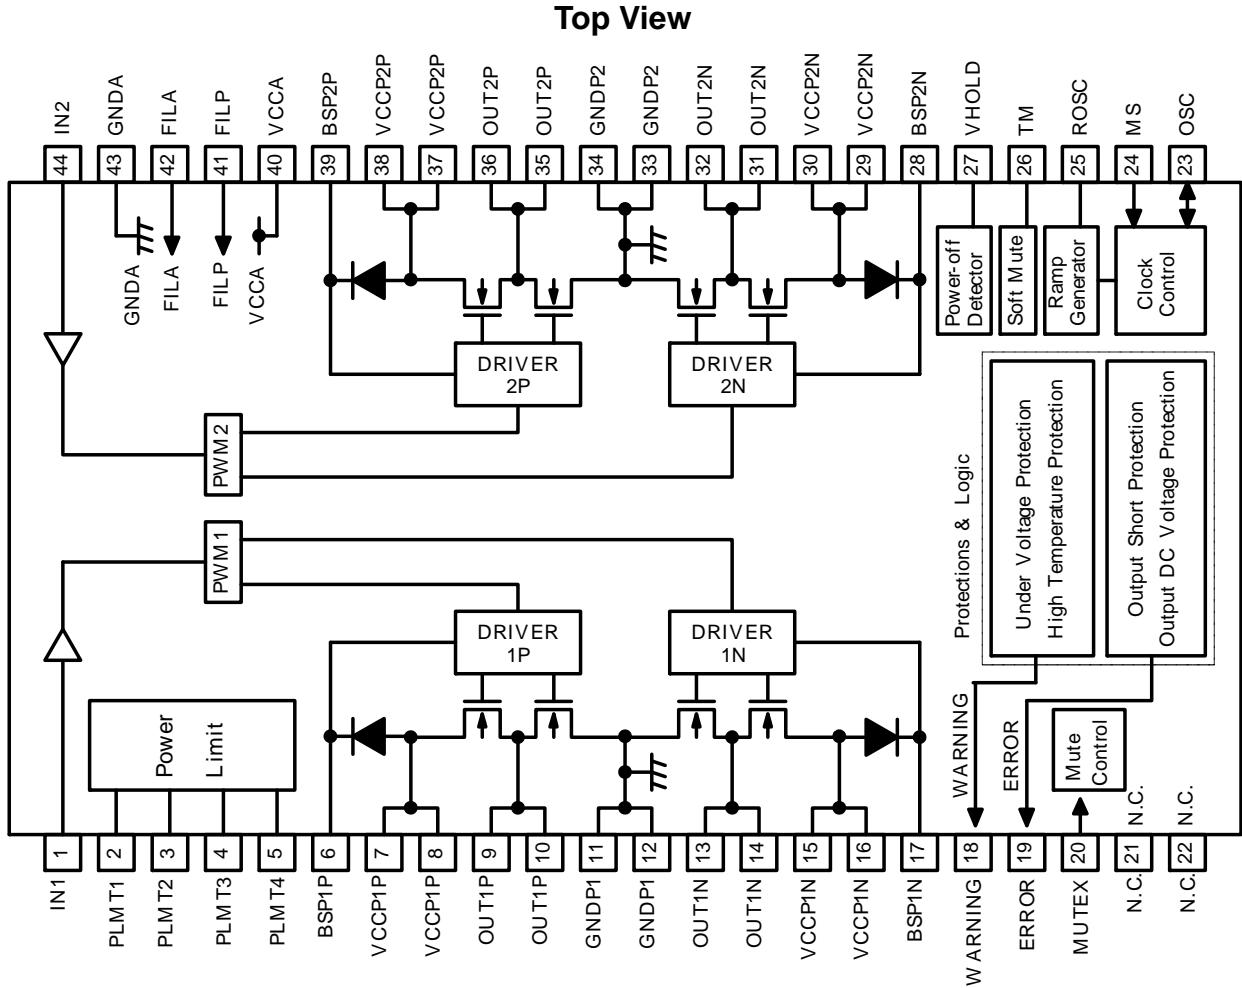 Top View
IN2
GNDA
FILA
FILP
VCCA
BSP2P
VCCP2P
VCCP2P
OUT2P
OUT2P
GNDP2
GNDP2
OUT2N
OUT2N
VCCP2N
VCCP2N
BSP2N
VHOLD
TM
ROSC
MS
OSC
44
43
42
41
40
39
38
37
36
35
34
33
32
31
30
29
28
27
26
25
24
23
GNDA
FILA
FILP
VCCA
Power-off
Detector
Soft Mute
Ramp
Generator
Clock
Control
DRIVER
2P
DRIVER
2N
PWM2
PWM1
Protections & Logic
Under Voltage Protection
High Temperature Protection
Output Short Protection
Output DC Voltage Protection
DRIVER
1P
DRIVER
1N
Power
Limit
WARNING
ERROR
Mute
Control
N.C.
N.C.
1
2
3
4
5
6
7
8
9
10
11
12
13
14
15
16
17
18
19
20
21
22
IN1
PLMT1
PLMT2
PLMT3
PLMT4
BSP1P
VCCP1P
VCCP1P
OUT1P
OUT1P
GNDP1
GNDP1
OUT1N
OUT1N
VCCP1N
VCCP1N
BSP1N
WARNING
ERROR
MUTEX
N.C.
N.C.